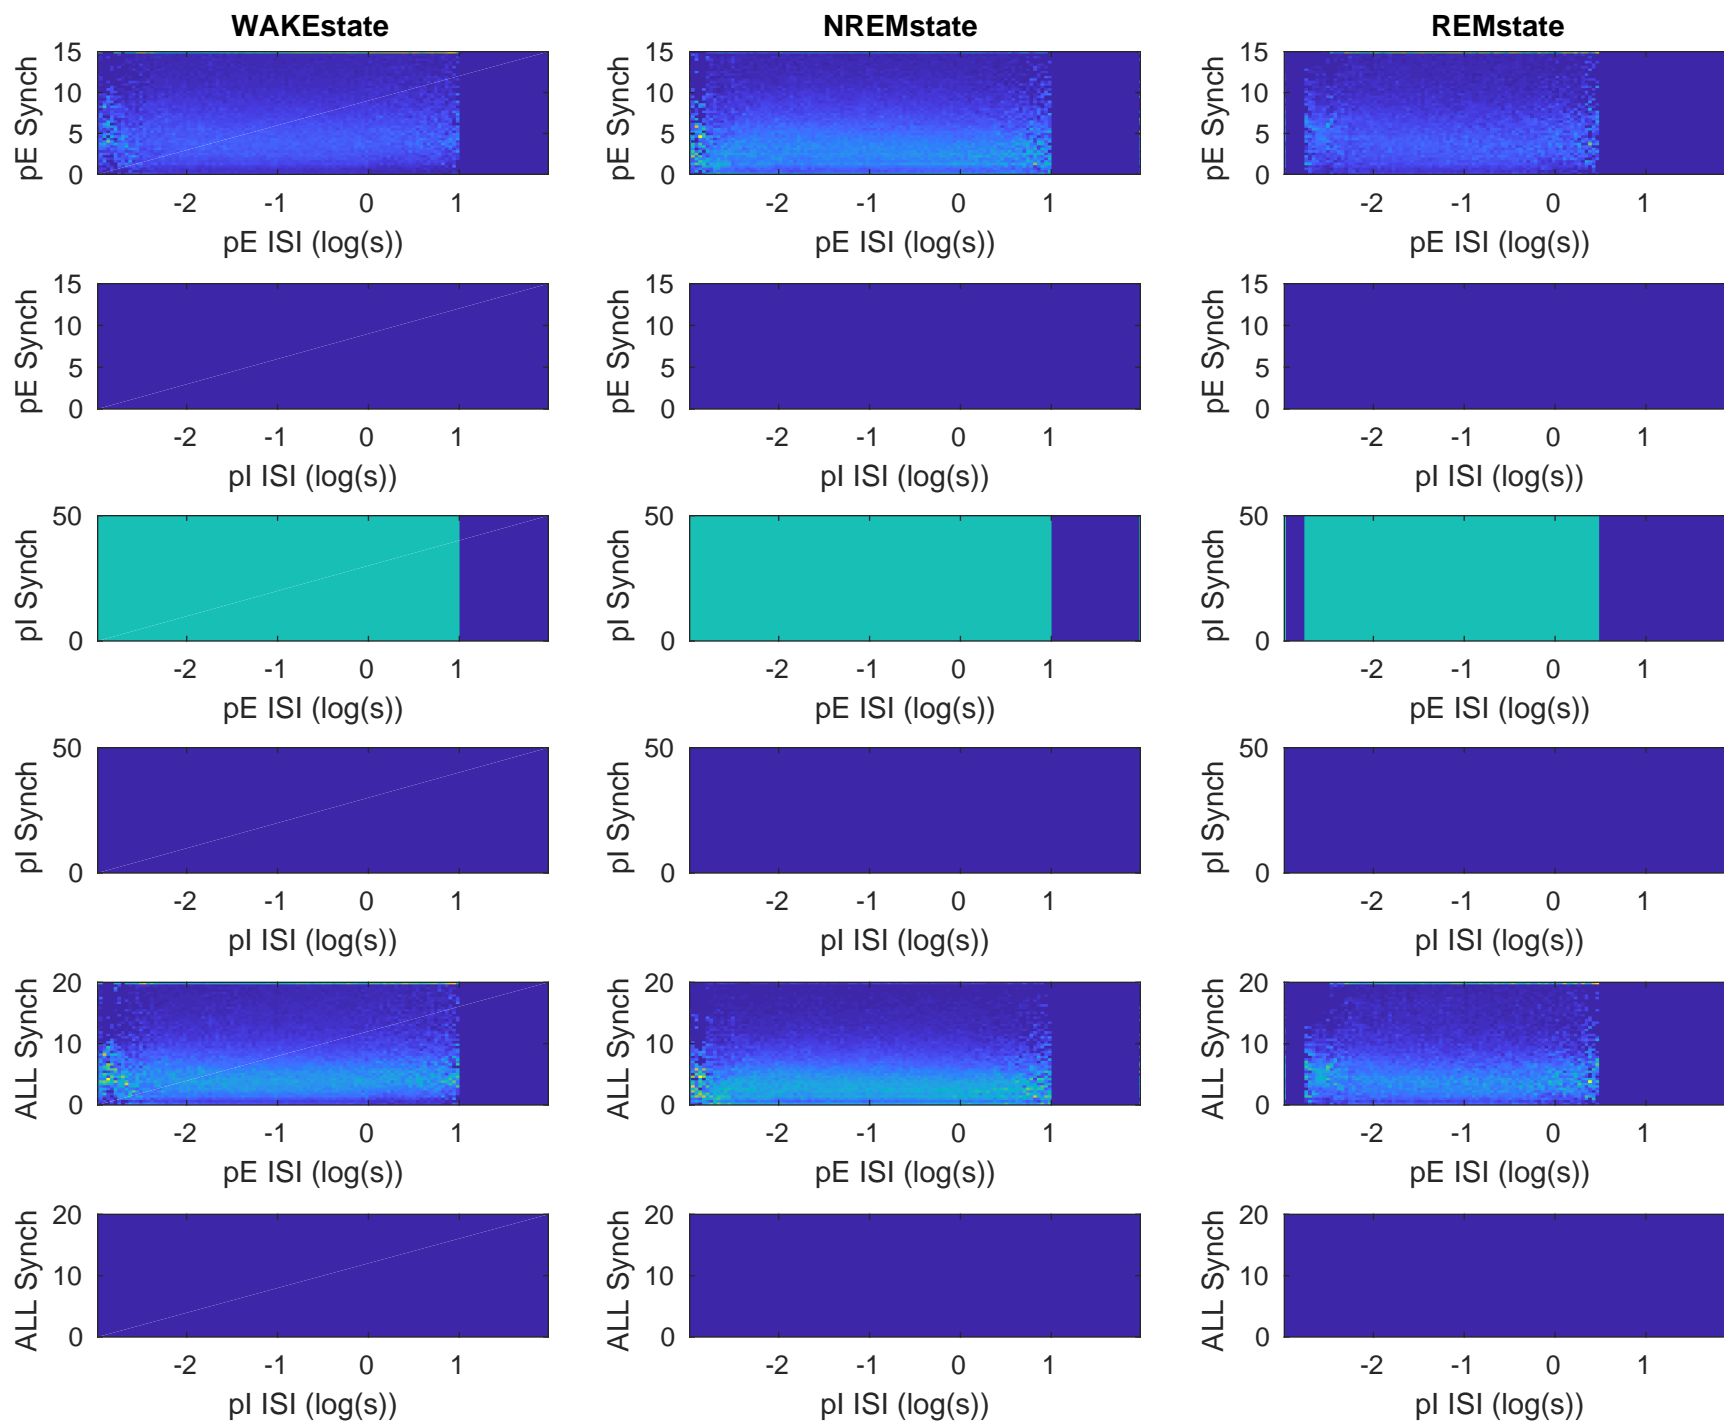 WAKEstate NREMstate REMstate
15 15 15
10 10 10
5 5 5
0 0 0
pE Synch pE Synch pE Synch
-2 -1 0 1 -2 -1 0 1 -2 -1 0 1
pE ISI (log(s)) pE ISI (log(s)) pE ISI (log(s))
15 15 15
10 10 10
5 5 5
0 0 0
pE Synch pE Synch pE Synch
-2 -1 0 1 -2 -1 0 1 -2 -1 0 1
pI ISI (log(s)) pI ISI (log(s)) pI ISI (log(s))
50 50 50
0 0 0
pI Synch pI Synch pI Synch
-2 -1 0 1 -2 -1 0 1 -2 -1 0 1
pE ISI (log(s)) pE ISI (log(s)) pE ISI (log(s))
50 50 50
0 0 0
pI Synch pI Synch pI Synch
-2 -1 0 1 -2 -1 0 1 -2 -1 0 1
pI ISI (log(s)) pI ISI (log(s)) pI ISI (log(s))
20 20 20
10 10 10
0 0 0
ALL Synch ALL Synch ALL Synch
-2 -1 0 1 -2 -1 0 1 -2 -1 0 1
pE ISI (log(s)) pE ISI (log(s)) pE ISI (log(s))
20 20 20
10 10 10
0 0 0
ALL Synch ALL Synch ALL Synch
-2 -1 0 1 -2 -1 0 1 -2 -1 0 1
pI ISI (log(s)) pI ISI (log(s)) pI ISI (log(s))